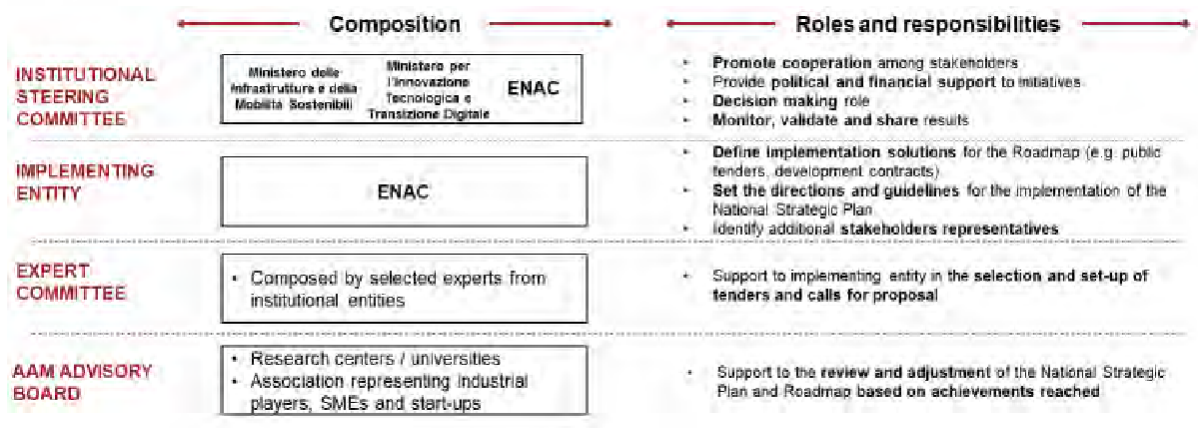 Composition
Roles and responsibilities
INSTITUTIONAL
STEERING
COMMITTEE
Ministero delle
Infrastrutture e della
Mobilità Sostenibili
Ministero per
l'Innovazione
Tecnologica e
Transizione Digitale
ENAC
• Promote cooperation among stakeholders
• Provide political and financial support to initiatives
• Decision making role
• Monitor, validate and share results
IMPLEMENTING
ENTITY
ENAC
• Define implementation solutions for the Roadmap (e.g. public
tenders, development contracts)
• Set the directions and guidelines for the implementation of the
National Strategic Plan
• Identify additional stakeholders representatives
EXPERT
COMMITTEE
• Composed by selected experts from
institutional entities
• Support to implementing entity in the selection and set-up of
tenders and calls for proposal
AAM ADVISORY
BOARD
• Research centers / universities
• Association representing industrial
players, SMEs and start-ups
• Support to the review and adjustment of the National Strategic
Plan and Roadmap based on achievements reached